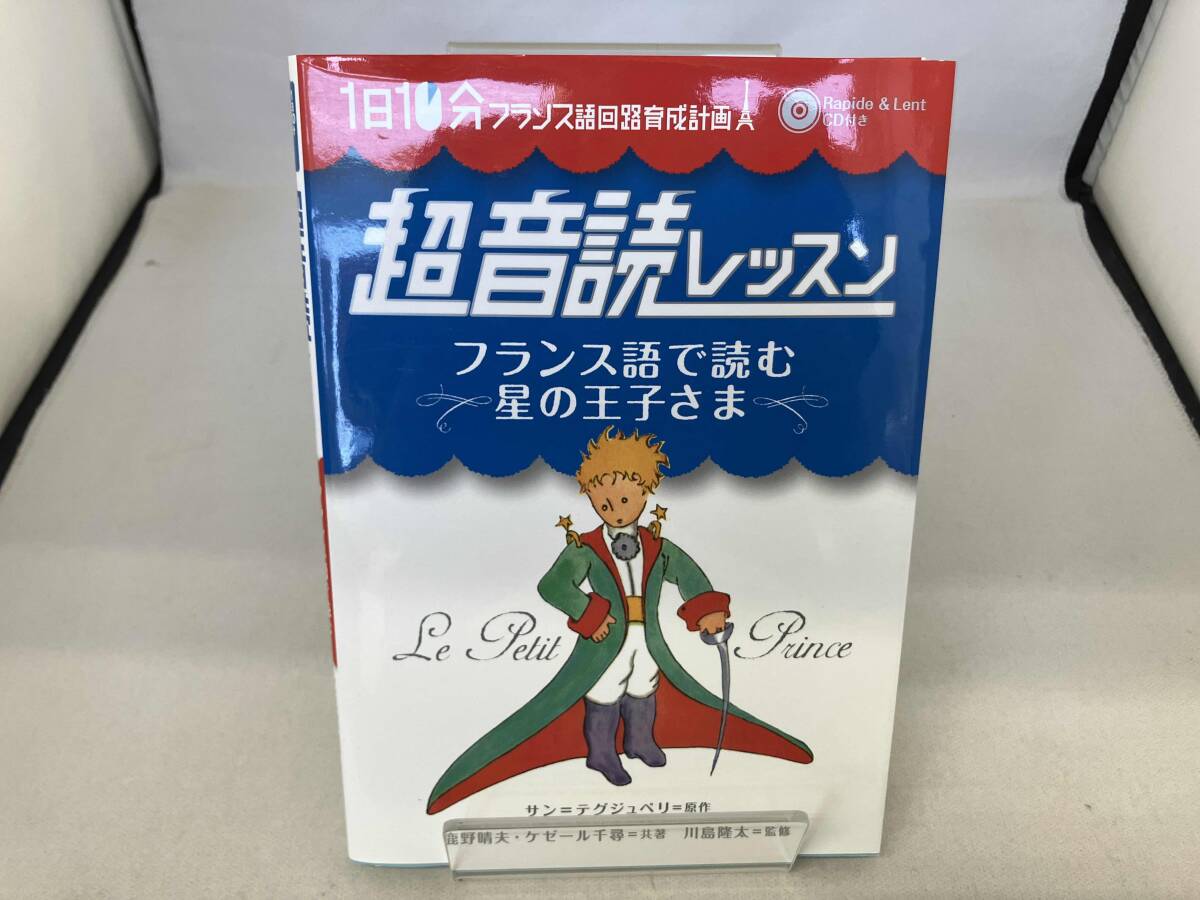 1日10分フランス語回路育成計画
Rapide & Lent
CD付き
超音読レッスン
フランス語で読む
星の王子さま
Le Petit Prince
サン=テグジュペリ=原作
鹿野晴夫・ケゼール千尋=共著 川島隆太=監修